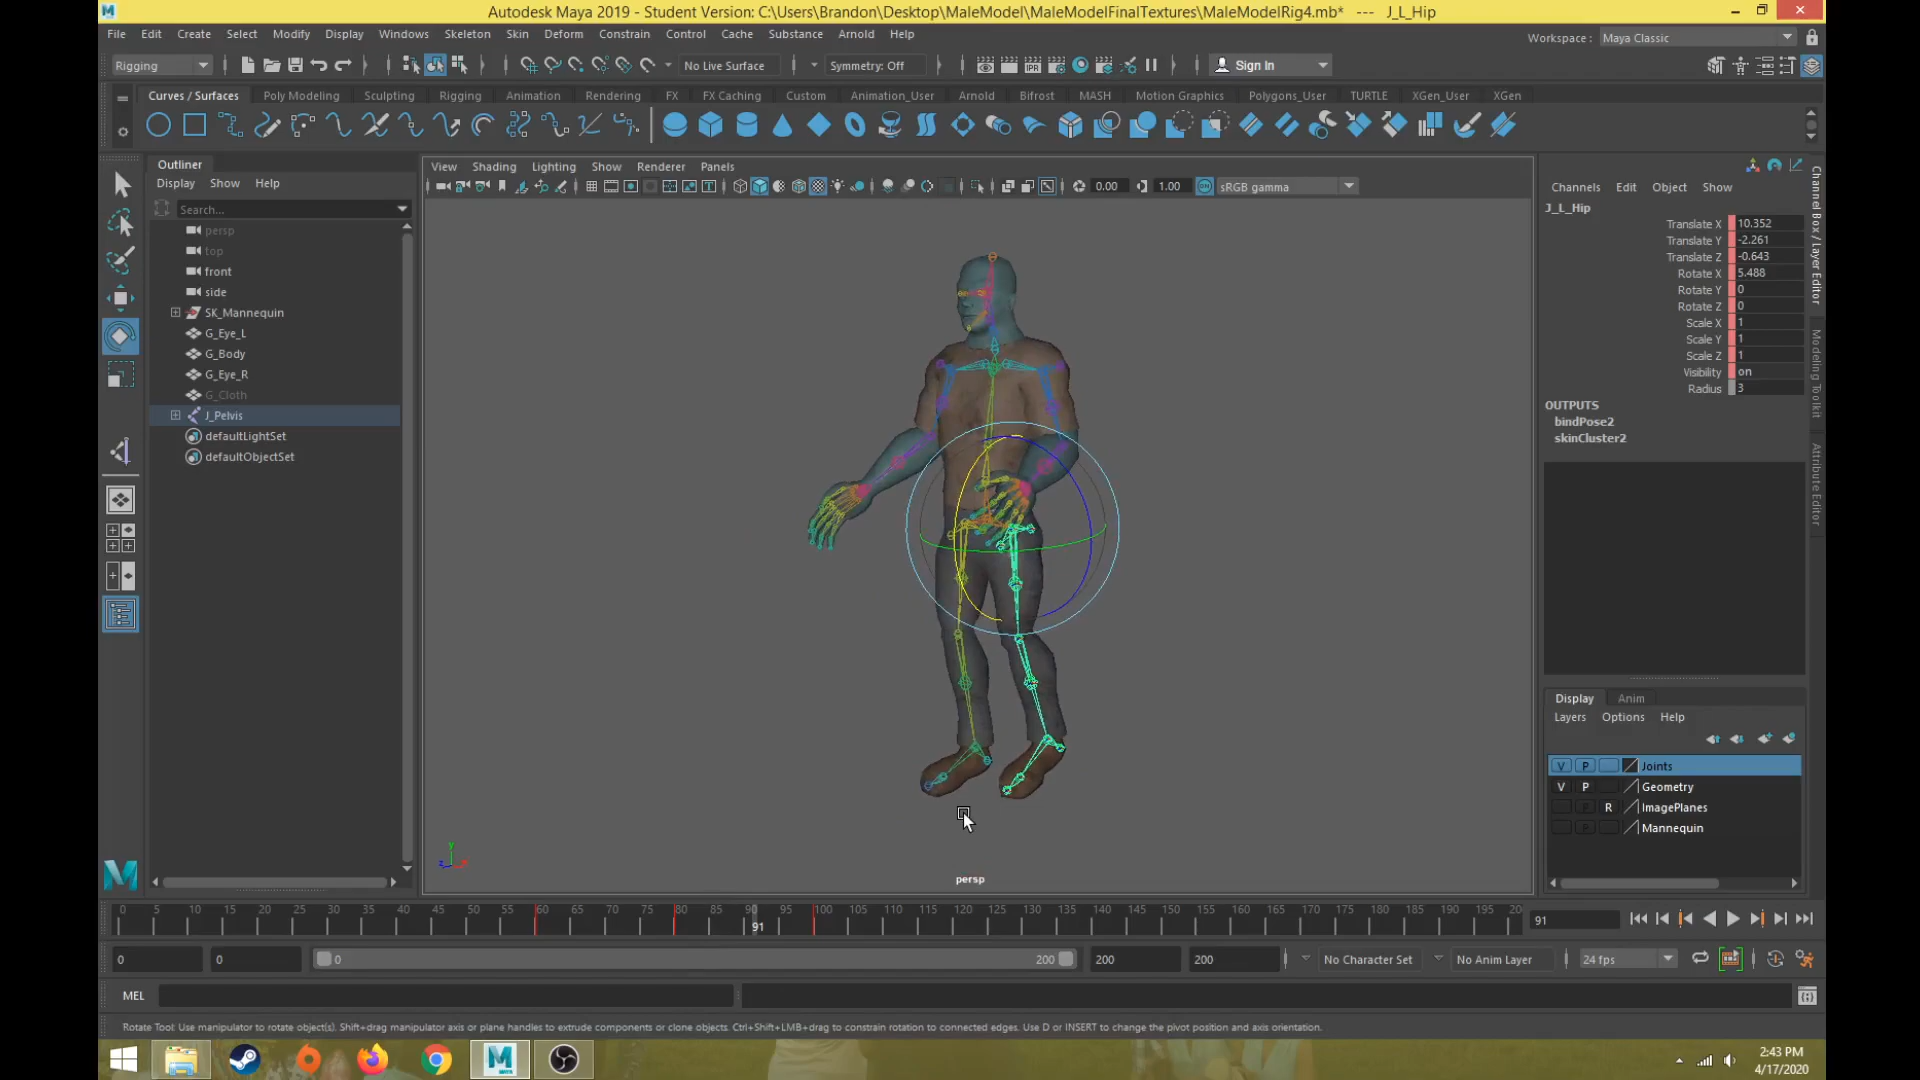 Autodesk Maya 2019 - Student Version: C:\Users\Brandon\Desktop\MaleModel\MaleModelFinalTextures\MaleModelRig4.mb*   ---   J_L_Hip
File Edit Create Select Modify Display Windows Skeleton Skin Deform Constrain Control Cache Substance Arnold Help
Workspace : Maya Classic
Rigging No Live Surface Symmetry: Off IPR Sign In
Curves / Surfaces Poly Modeling Sculpting Rigging Animation Rendering FX FX Caching Custom Animation_User Arnold Bifrost MASH Motion Graphics Polygons_User TURTLE XGen_User XGen
Outliner
Display Show Help
Search...
persp
top
front
side
SK_Mannequin
G_Eye_L
G_Body
G_Eye_R
G_Cloth
J_Pelvis
defaultLightSet
defaultObjectSet
View Shading Lighting Show Renderer Panels
0.00 1.00 sRGB gamma
y
z
persp
Channels Edit Object Show
J_L_Hip
Translate X 10.352
Translate Y -2.261
Translate Z -0.643
Rotate X 5.488
Rotate Y 0
Rotate Z 0
Scale X 1
Scale Y 1
Scale Z 1
Visibility on
Radius 3
OUTPUTS
bindPose2
skinCluster2
Channel Box / Layer Editor
Modeling Toolkit
Attribute Editor
Display Anim
Layers Options Help
V P Joints
V P Geometry
P R ImagePlanes
P Mannequin
0 5 10 15 20 25 30 35 40 45 50 55 60 65 70 75 80 85 90 95 100 105 110 115 120 125 130 135 140 145 150 155 160 165 170 175 180 185 190 195 20
91
91
0 0 0 200 200 200 No Character Set No Anim Layer 24 fps
MEL
Rotate Tool: Use manipulator to rotate object(s). Shift+drag manipulator axis or plane handles to extrude components or clone objects. Ctrl+Shift+LMB+drag to constrain rotation to connected edges. Use D or INSERT to change the pivot position and axis orientation.
2:43 PM
4/17/2020